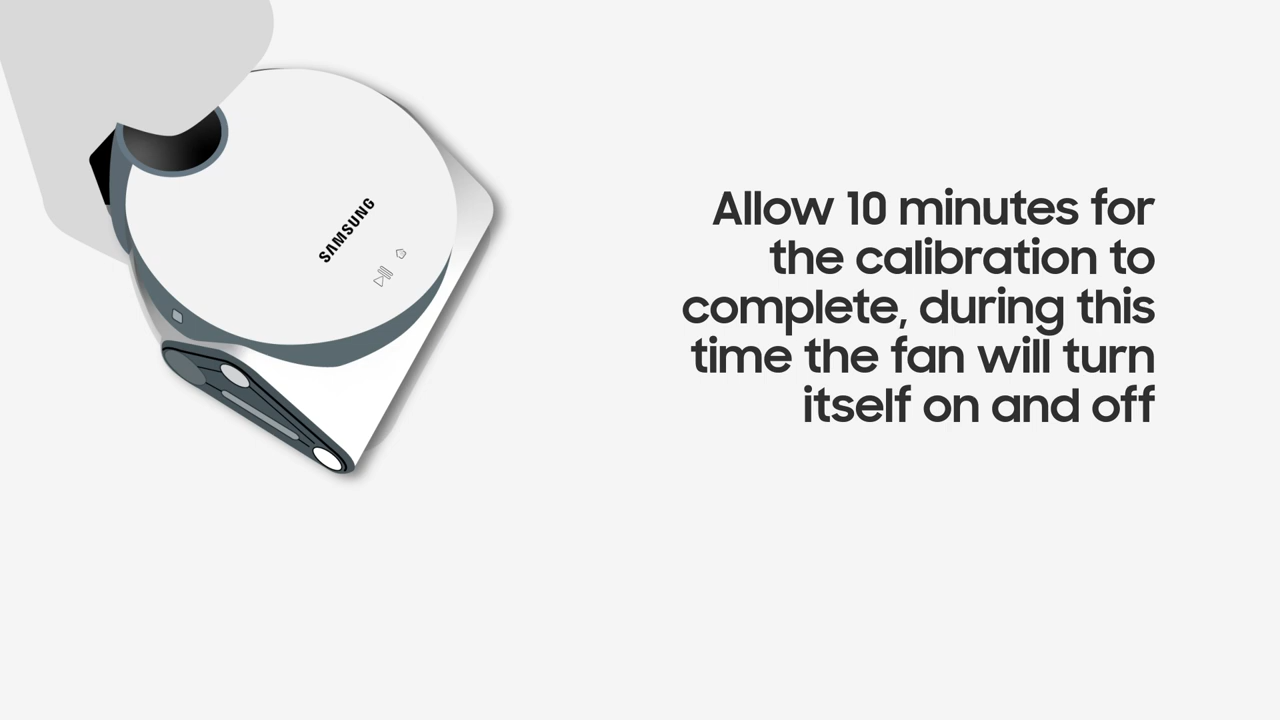 SAMSUNG
Allow 10 minutes for
the calibration to
complete, during this
time the fan will turn
itself on and off